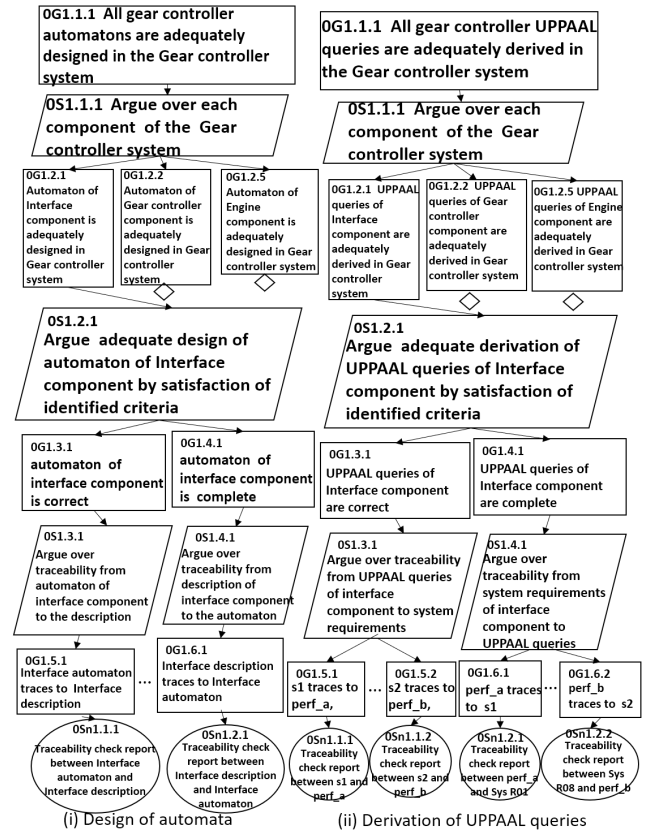 0G1.1.1 All gear controller
automatons are adequately
designed in the Gear controller
system
0S1.1.1 Argue over each
component of the Gear
controller system
0G1.2.1
Automaton of
Interface
component is
adequately
designed in
Gear controller
system
0G1.2.2
Automaton of
Gear controller
component is
adequately
designed in Gear
controller
system
0G1.2.5
Automaton of
Engine
component is
adequately
designed in Gear
controller system
0S1.2.1
Argue adequate design of
automaton of Interface
component by satisfaction of
identified criteria
0G1.3.1
automaton of
interface component
is correct
0G1.4.1
automaton of
interface component
is complete
0S1.3.1
Argue over
traceability from
automaton of
interface component
to the description
0S1.4.1
Argue over
traceability from
description of
interface component
to the automaton
0G1.5.1
Interface automaton
traces to Interface
description
...
0G1.6.1
Interface description
traces to Interface
automaton
0Sn1.1.1
Traceability check report
between Interface
automaton and
Interface description
0Sn1.2.1
Traceability check
report between
Interface description
and Interface
automaton
(i) Design of automata
0G1.1.1 All gear controller UPPAAL
queries are adequately derived in
the Gear controller system
0S1.1.1 Argue over each
component of the Gear
controller system
0G1.2.1 UPPAAL
queries of
Interface
component are
adequately
derived in Gear
controller
system
0G1.2.2 UPPAAL
queries of Gear
controller
component are
adequately
derived in Gear
controller system
0G1.2.5 UPPAAL
queries of Engine
component are
adequately
derived in Gear
controller system
0S1.2.1
Argue adequate derivation of
UPPAAL queries of Interface
component by satisfaction of
identified criteria
0G1.3.1
UPPAAL queries of
Interface component
are correct
0G1.4.1
UPPAAL queries of
Interface component
are complete
0S1.3.1
Argue over traceability
from UPPAAL queries
of interface
component to system
requirements
0S1.4.1
Argue over
traceability from
system requirements
of interface
component to
UPPAAL queries
0G1.5.1
s1 traces to
perf_a,
...
0G1.5.2
s2 traces to
perf_b,
0G1.6.1
perf_a traces
to s1
...
0G1.6.2
perf_b
traces to s2
0Sn1.1.1
Traceability
check report
between s1 and
perf_a
0Sn1.1.2
Traceability
check report
between s2 and
perf_b
0Sn1.2.1
Traceability
check report
between perf_a
and Sys R01
0Sn1.2.2
Traceability
check report
between Sys
R08 and perf_b
(ii) Derivation of UPPAAL queries